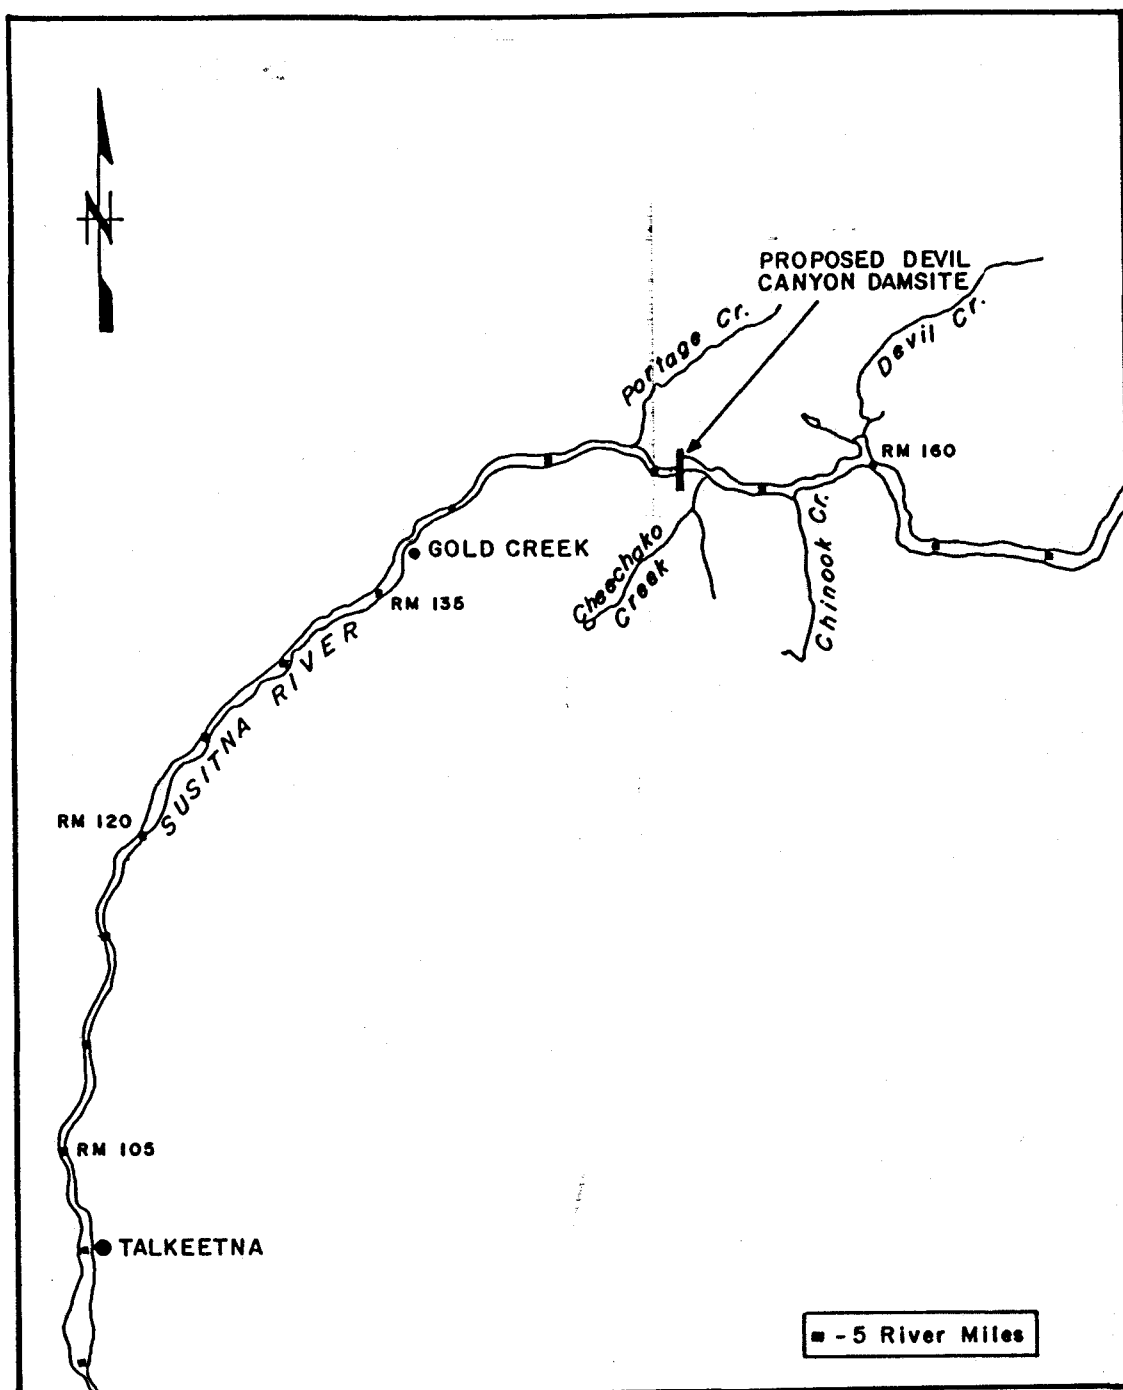 N
PROPOSED DEVIL
CANYON DAMSITE
Portage Cr.
Devil Cr.
RM 160
GOLD CREEK
Cheechako
Creek
Chinook Cr.
RM 135
SUSITNA RIVER
RM 120
RM 105
TALKEETNA
- 5 River Miles